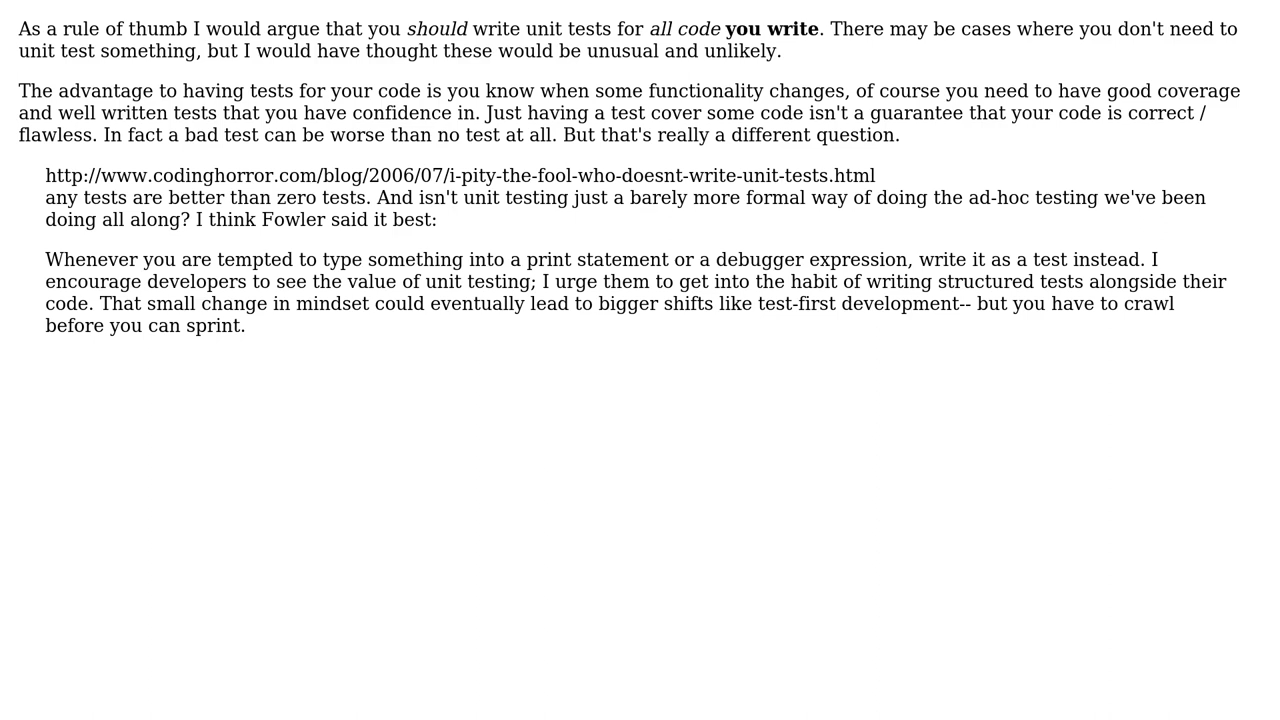 As a rule of thumb I would argue that you should write unit tests for all code you write. There may be cases where you don't need to
unit test something, but I would have thought these would be unusual and unlikely.
The advantage to having tests for your code is you know when some functionality changes, of course you need to have good coverage
and well written tests that you have confidence in. Just having a test cover some code isn't a guarantee that your code is correct /
flawless. In fact a bad test can be worse than no test at all. But that's really a different question.
http://www.codinghorror.com/blog/2006/07/i-pity-the-fool-who-doesnt-write-unit-tests.html
any tests are better than zero tests. And isn't unit testing just a barely more formal way of doing the ad-hoc testing we've been
doing all along? I think Fowler said it best:
Whenever you are tempted to type something into a print statement or a debugger expression, write it as a test instead. I
encourage developers to see the value of unit testing; I urge them to get into the habit of writing structured tests alongside their
code. That small change in mindset could eventually lead to bigger shifts like test-first development-- but you have to crawl
before you can sprint.